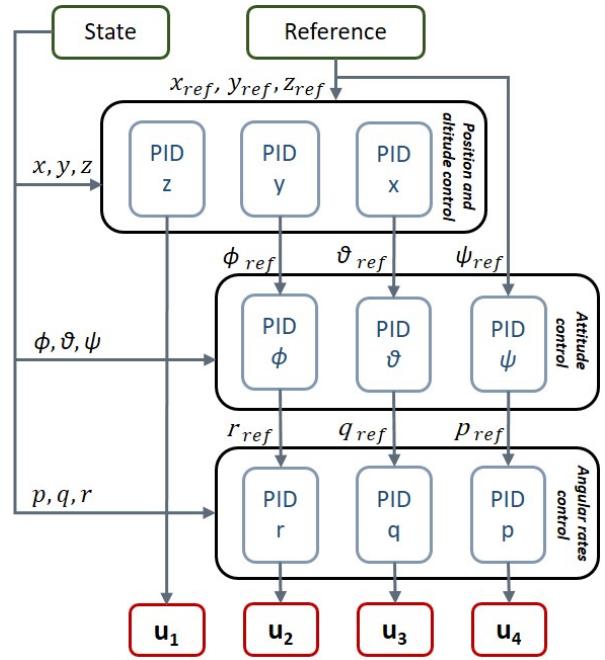 State
Reference
x_ref, y_ref, z_ref
PID
z
PID
y
PID
x
Position and
altitude control
x, y, z
ϕ_ref
ϑ_ref
ψ_ref
PID
ϕ
PID
ϑ
PID
ψ
Attitude
control
ϕ, ϑ, ψ
r_ref
q_ref
p_ref
PID
r
PID
q
PID
p
Angular rates
control
p, q, r
u₁
u₂
u₃
u₄